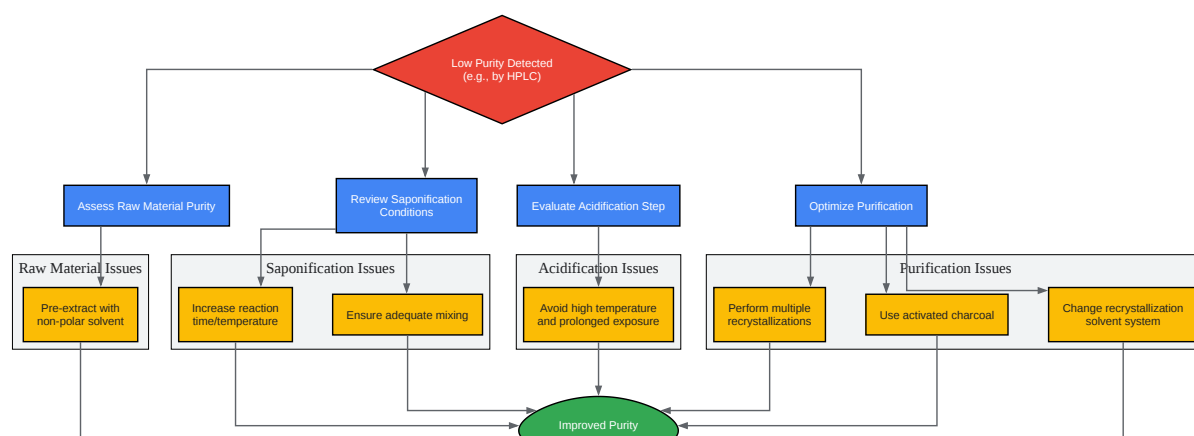 Low Purity Detected
(e.g., by HPLC)
Assess Raw Material Purity
Review Saponification
Conditions
Evaluate Acidification Step
Optimize Purification
Raw Material Issues
Saponification Issues
Acidification Issues
Purification Issues
Pre-extract with
non-polar solvent
Increase reaction
time/temperature
Ensure adequate mixing
Avoid high temperature
and prolonged exposure
Perform multiple
recrystallizations
Use activated charcoal
Change recrystallization
solvent system
Improved Purity